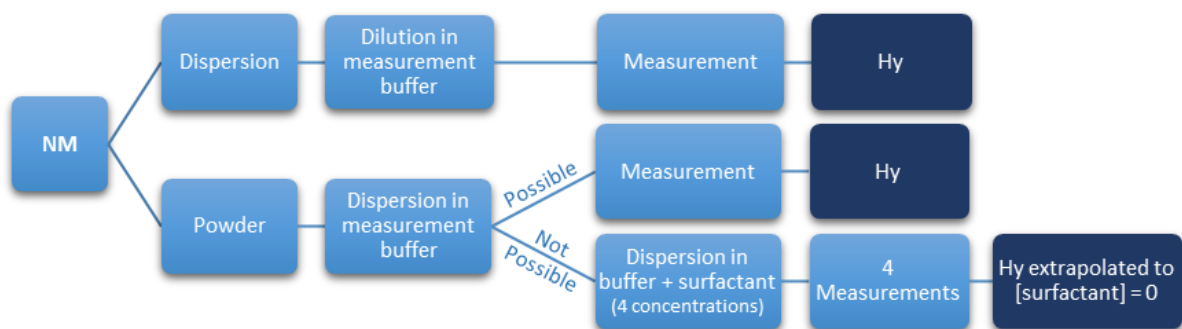 NM
Dispersion
Dilution in
measurement
buffer
Measurement
Hy
Powder
Dispersion in
measurement
buffer
Possible
Measurement
Hy
Not
Possible
Dispersion in
buffer + surfactant
(4 concentrations)
4
Measurements
Hy extrapolated to
[surfactant] = 0